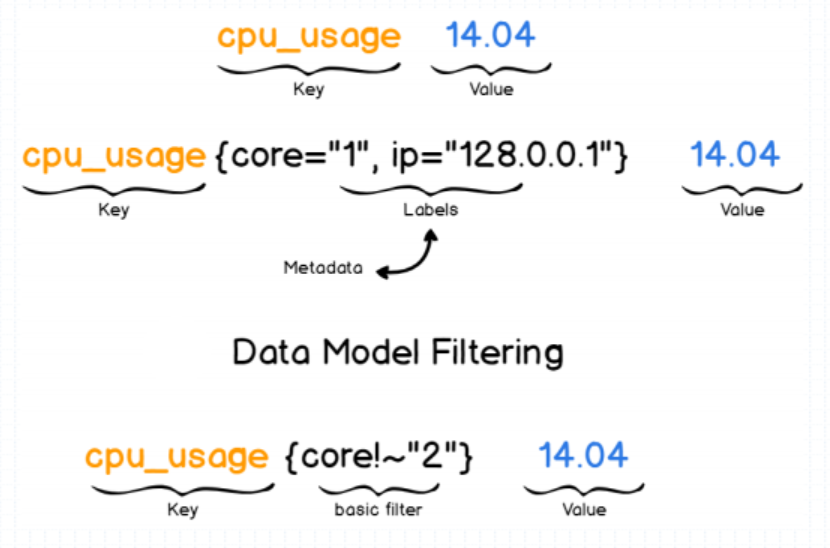 cpu_usage 14.04
Key Value
cpu_usage {core="1", ip="128.0.0.1"} 14.04
Key Labels Value
Metadata
Data Model Filtering
cpu_usage {core!~"2"} 14.04
Key basic filter Value